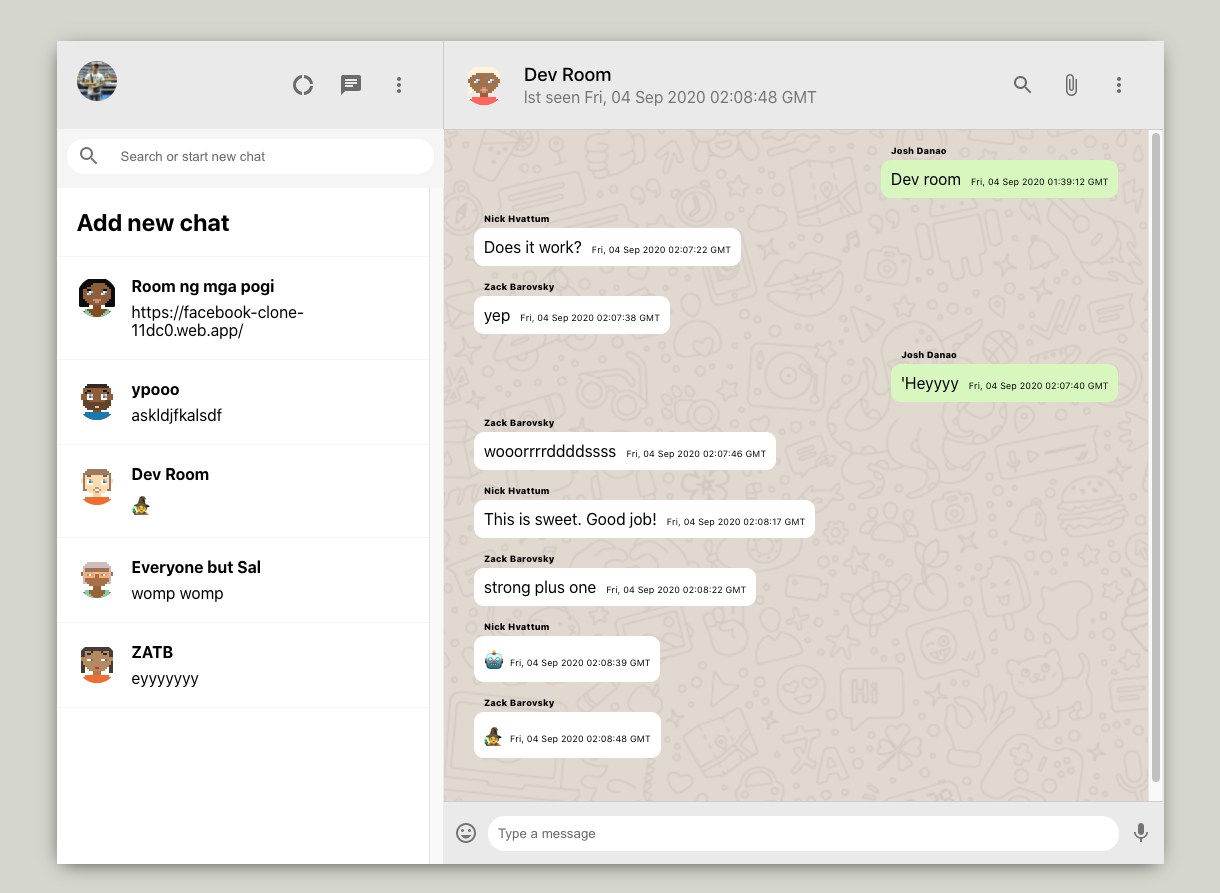 Search or start new chat
Add new chat
Room ng mga pogi
https://facebook-clone-
11dc0.web.app/
ypooo
askldjfkalsdf
Dev Room
🧙‍♀️
Everyone but Sal
womp womp
ZATB
eyyyyyyy
Dev Room
lst seen Fri, 04 Sep 2020 02:08:48 GMT
Josh Danao
Dev room Fri, 04 Sep 2020 01:39:12 GMT
Nick Hvattum
Does it work? Fri, 04 Sep 2020 02:07:22 GMT
Zack Barovsky
yep Fri, 04 Sep 2020 02:07:38 GMT
Josh Danao
'Heyyyy Fri, 04 Sep 2020 02:07:40 GMT
Zack Barovsky
wooorrrrddddssss Fri, 04 Sep 2020 02:07:46 GMT
Nick Hvattum
This is sweet. Good job! Fri, 04 Sep 2020 02:08:17 GMT
Zack Barovsky
strong plus one Fri, 04 Sep 2020 02:08:22 GMT
Nick Hvattum
🤖 Fri, 04 Sep 2020 02:08:39 GMT
Zack Barovsky
🧙‍♀️ Fri, 04 Sep 2020 02:08:48 GMT
Hi
Type a message